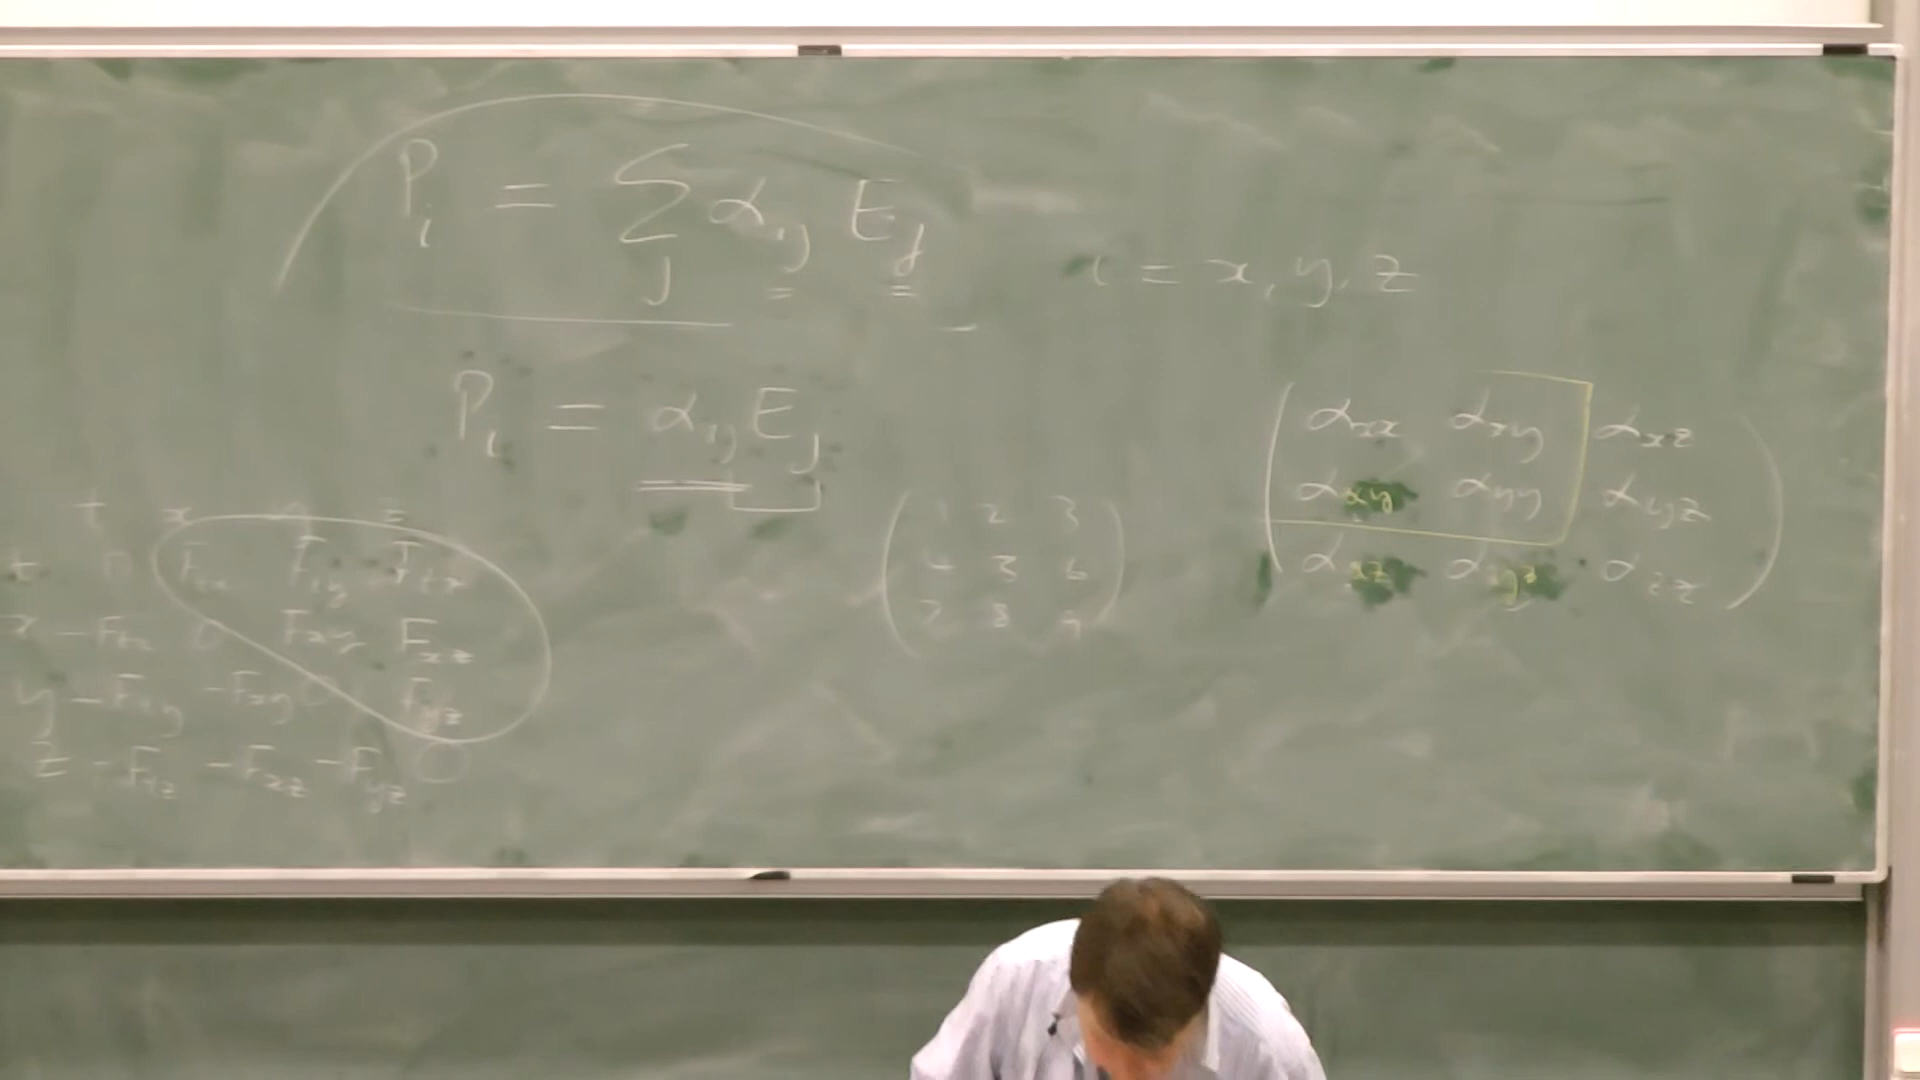 P_i = Σ_j α_ij E_j
i = x, y, z
P_i = α_ij E_j
( α_xx α_xy α_xz
α_xy α_yy α_yz
α_xz α_yz α_zz )
( 1 2 3
4 5 6
7 8 9 )
t x y z
t 0 F_tx F_ty F_tz
x -F_tx 0 F_xy F_xz
y -F_ty -F_xy 0 F_yz
z -F_tz -F_xz -F_yz 0